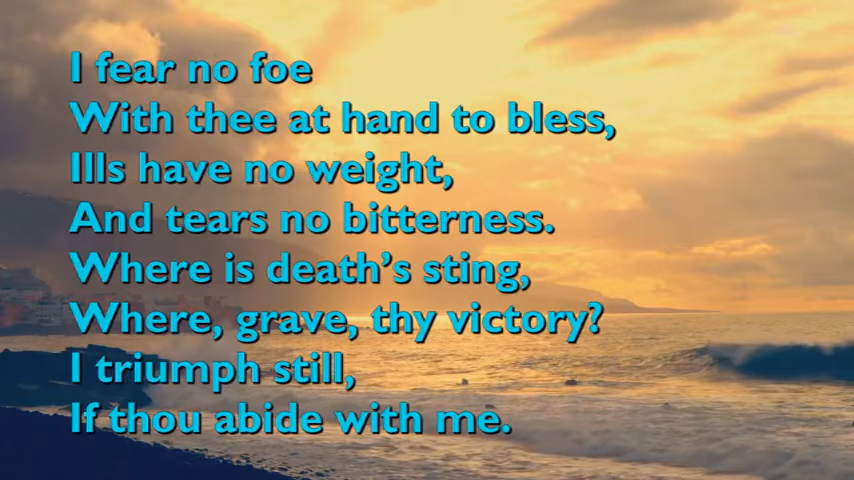 I fear no foe
With thee at hand to bless,
Ills have no weight,
And tears no bitterness.
Where is death’s sting,
Where, grave, thy victory?
I triumph still,
If thou abide with me.